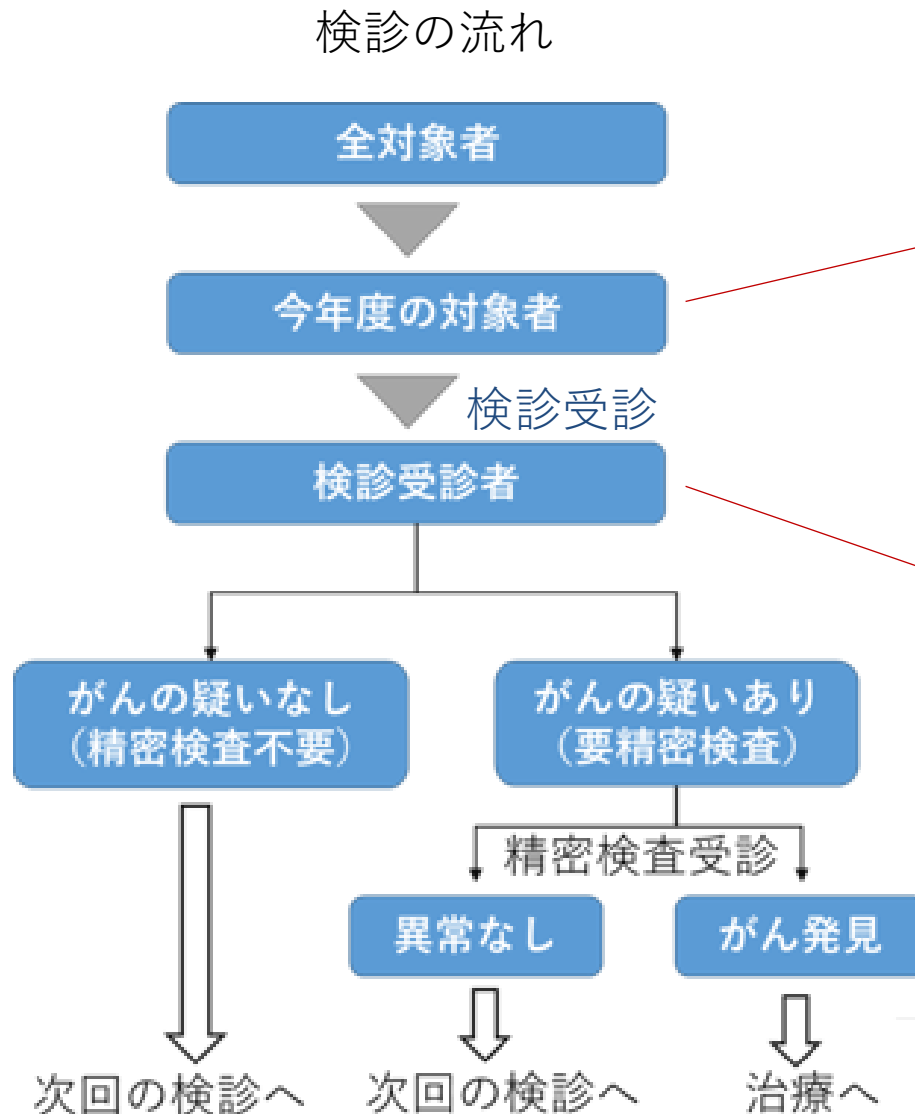 検診の流れ
全対象者
今年度の対象者
検診受診
検診受診者
がんの疑いなし
（精密検査不要）
がんの疑いあり
（要精密検査）
精密検査受診
異常なし
がん発見
次回の検診へ
次回の検診へ
治療へ